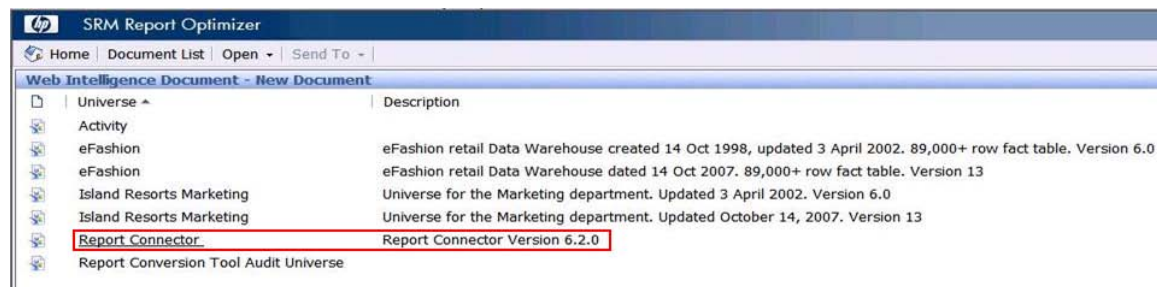 hp SRM Report Optimizer
Home | Document List | Open | Send To |
Web Intelligence Document - New Document
Universe | Description
Activity
eFashion eFashion retail Data Warehouse created 14 Oct 1998, updated 3 April 2002. 89,000+ row fact table. Version 6.0
eFashion eFashion retail Data Warehouse dated 14 Oct 2007. 89,000+ row fact table. Version 13
Island Resorts Marketing Universe for the Marketing department. Updated 3 April 2002. Version 6.0
Island Resorts Marketing Universe for the Marketing department. Updated October 14, 2007. Version 13
Report Connector Report Connector Version 6.2.0
Report Conversion Tool Audit Universe